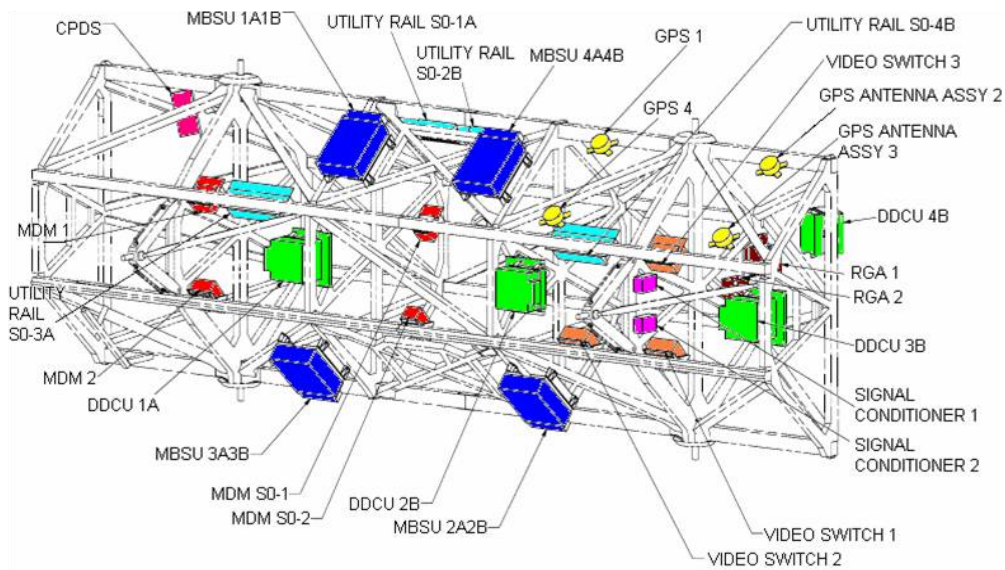 CPDS
MBSU 1A1B
UTILITY RAIL S0-1A
UTILITY RAIL
S0-2B
MBSU 4A4B
GPS 1
GPS 4
UTILITY RAIL S0-4B
VIDEO SWITCH 3
GPS ANTENNA ASSY 2
GPS ANTENNA
ASSY 3
DDCU 4B
RGA 1
RGA 2
DDCU 3B
SIGNAL
CONDITIONER 1
SIGNAL
CONDITIONER 2
MDM 1
UTILITY
RAIL
S0-3A
MDM 2
DDCU 1A
MBSU 3A3B
MDM S0-1
MDM S0-2
DDCU 2B
MBSU 2A2B
VIDEO SWITCH 1
VIDEO SWITCH 2